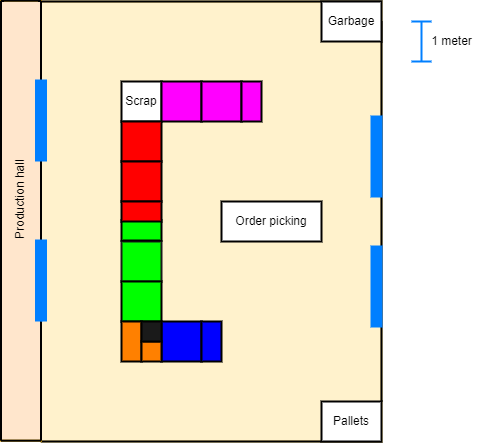 Garbage
1 meter
Scrap
Production hall
Order picking
Pallets